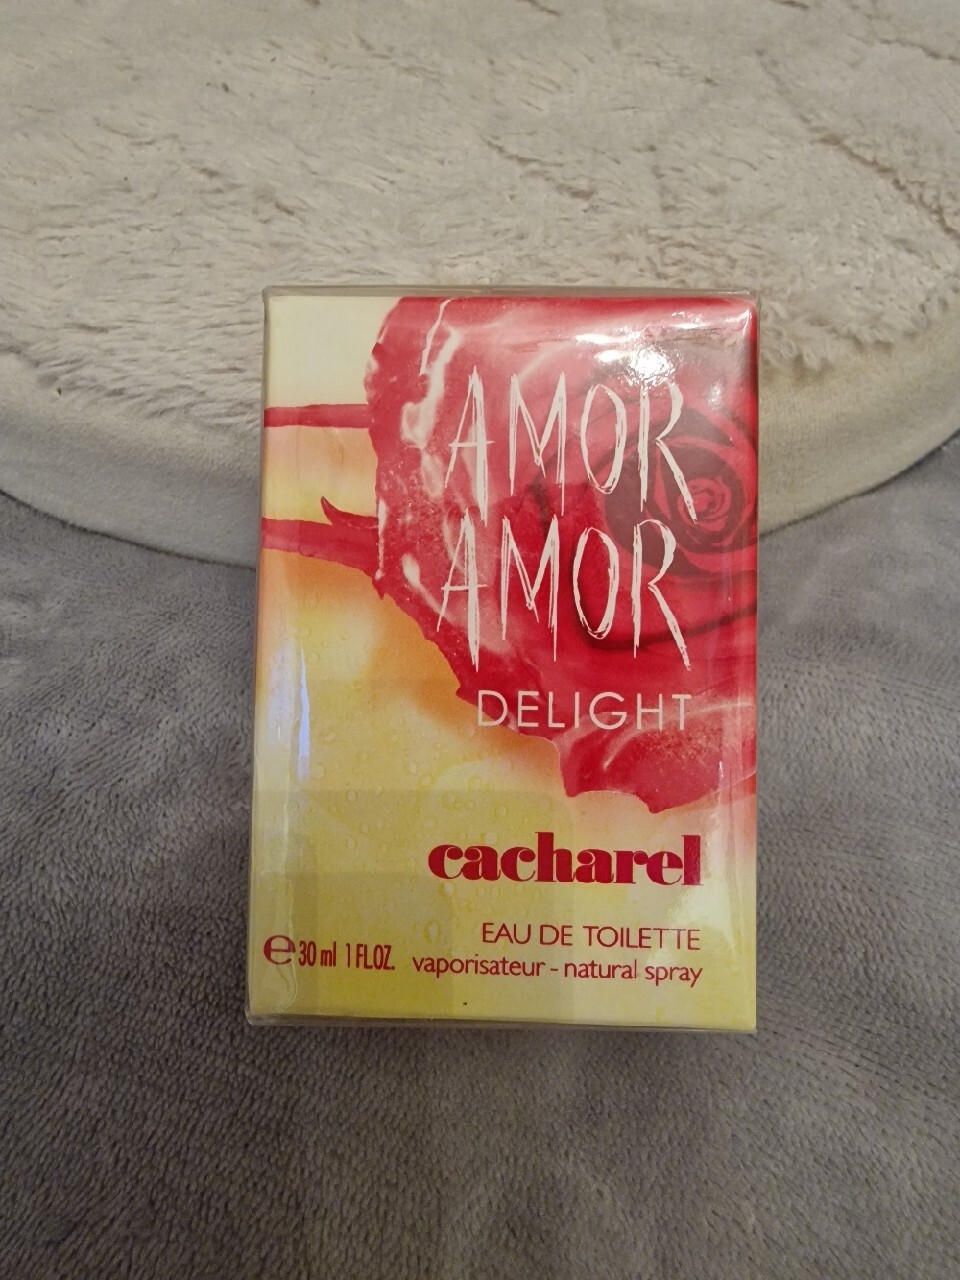 AMOR
AMOR
DELIGHT
cacharel
EAU DE TOILETTE
℮ 30 ml 1 FL.OZ. vaporisateur - natural spray